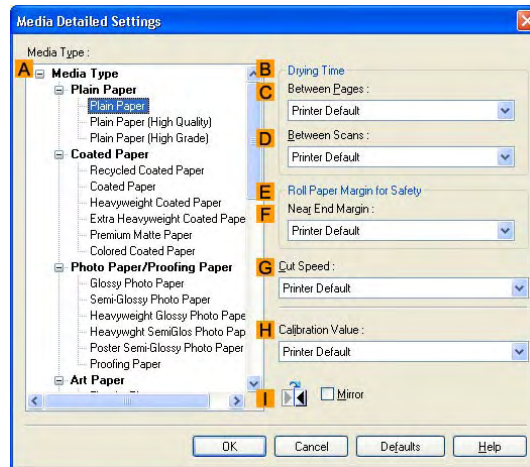 Media Detailed Settings
Media Type :
A
Media Type
Plain Paper
Plain Paper
Plain Paper (High Quality)
Plain Paper (High Grade)
Coated Paper
Recycled Coated Paper
Coated Paper
Heavyweight Coated Paper
Extra Heavyweight Coated Pape
Premium Matte Paper
Colored Coated Paper
Photo Paper/Proofing Paper
Glossy Photo Paper
Semi-Glossy Photo Paper
Heavyweight Glossy Photo Paper
Heavywght SemiGlos Photo Pap
Poster Semi-Glossy Photo Paper
Proofing Paper
Art Paper
B Drying Time
C Between Pages :
Printer Default
D Between Scans :
Printer Default
E Roll Paper Margin for Safety
F Near End Margin :
Printer Default
G Cut Speed :
Printer Default
H Calibration Value :
Printer Default
I Mirror
OK Cancel Defaults Help